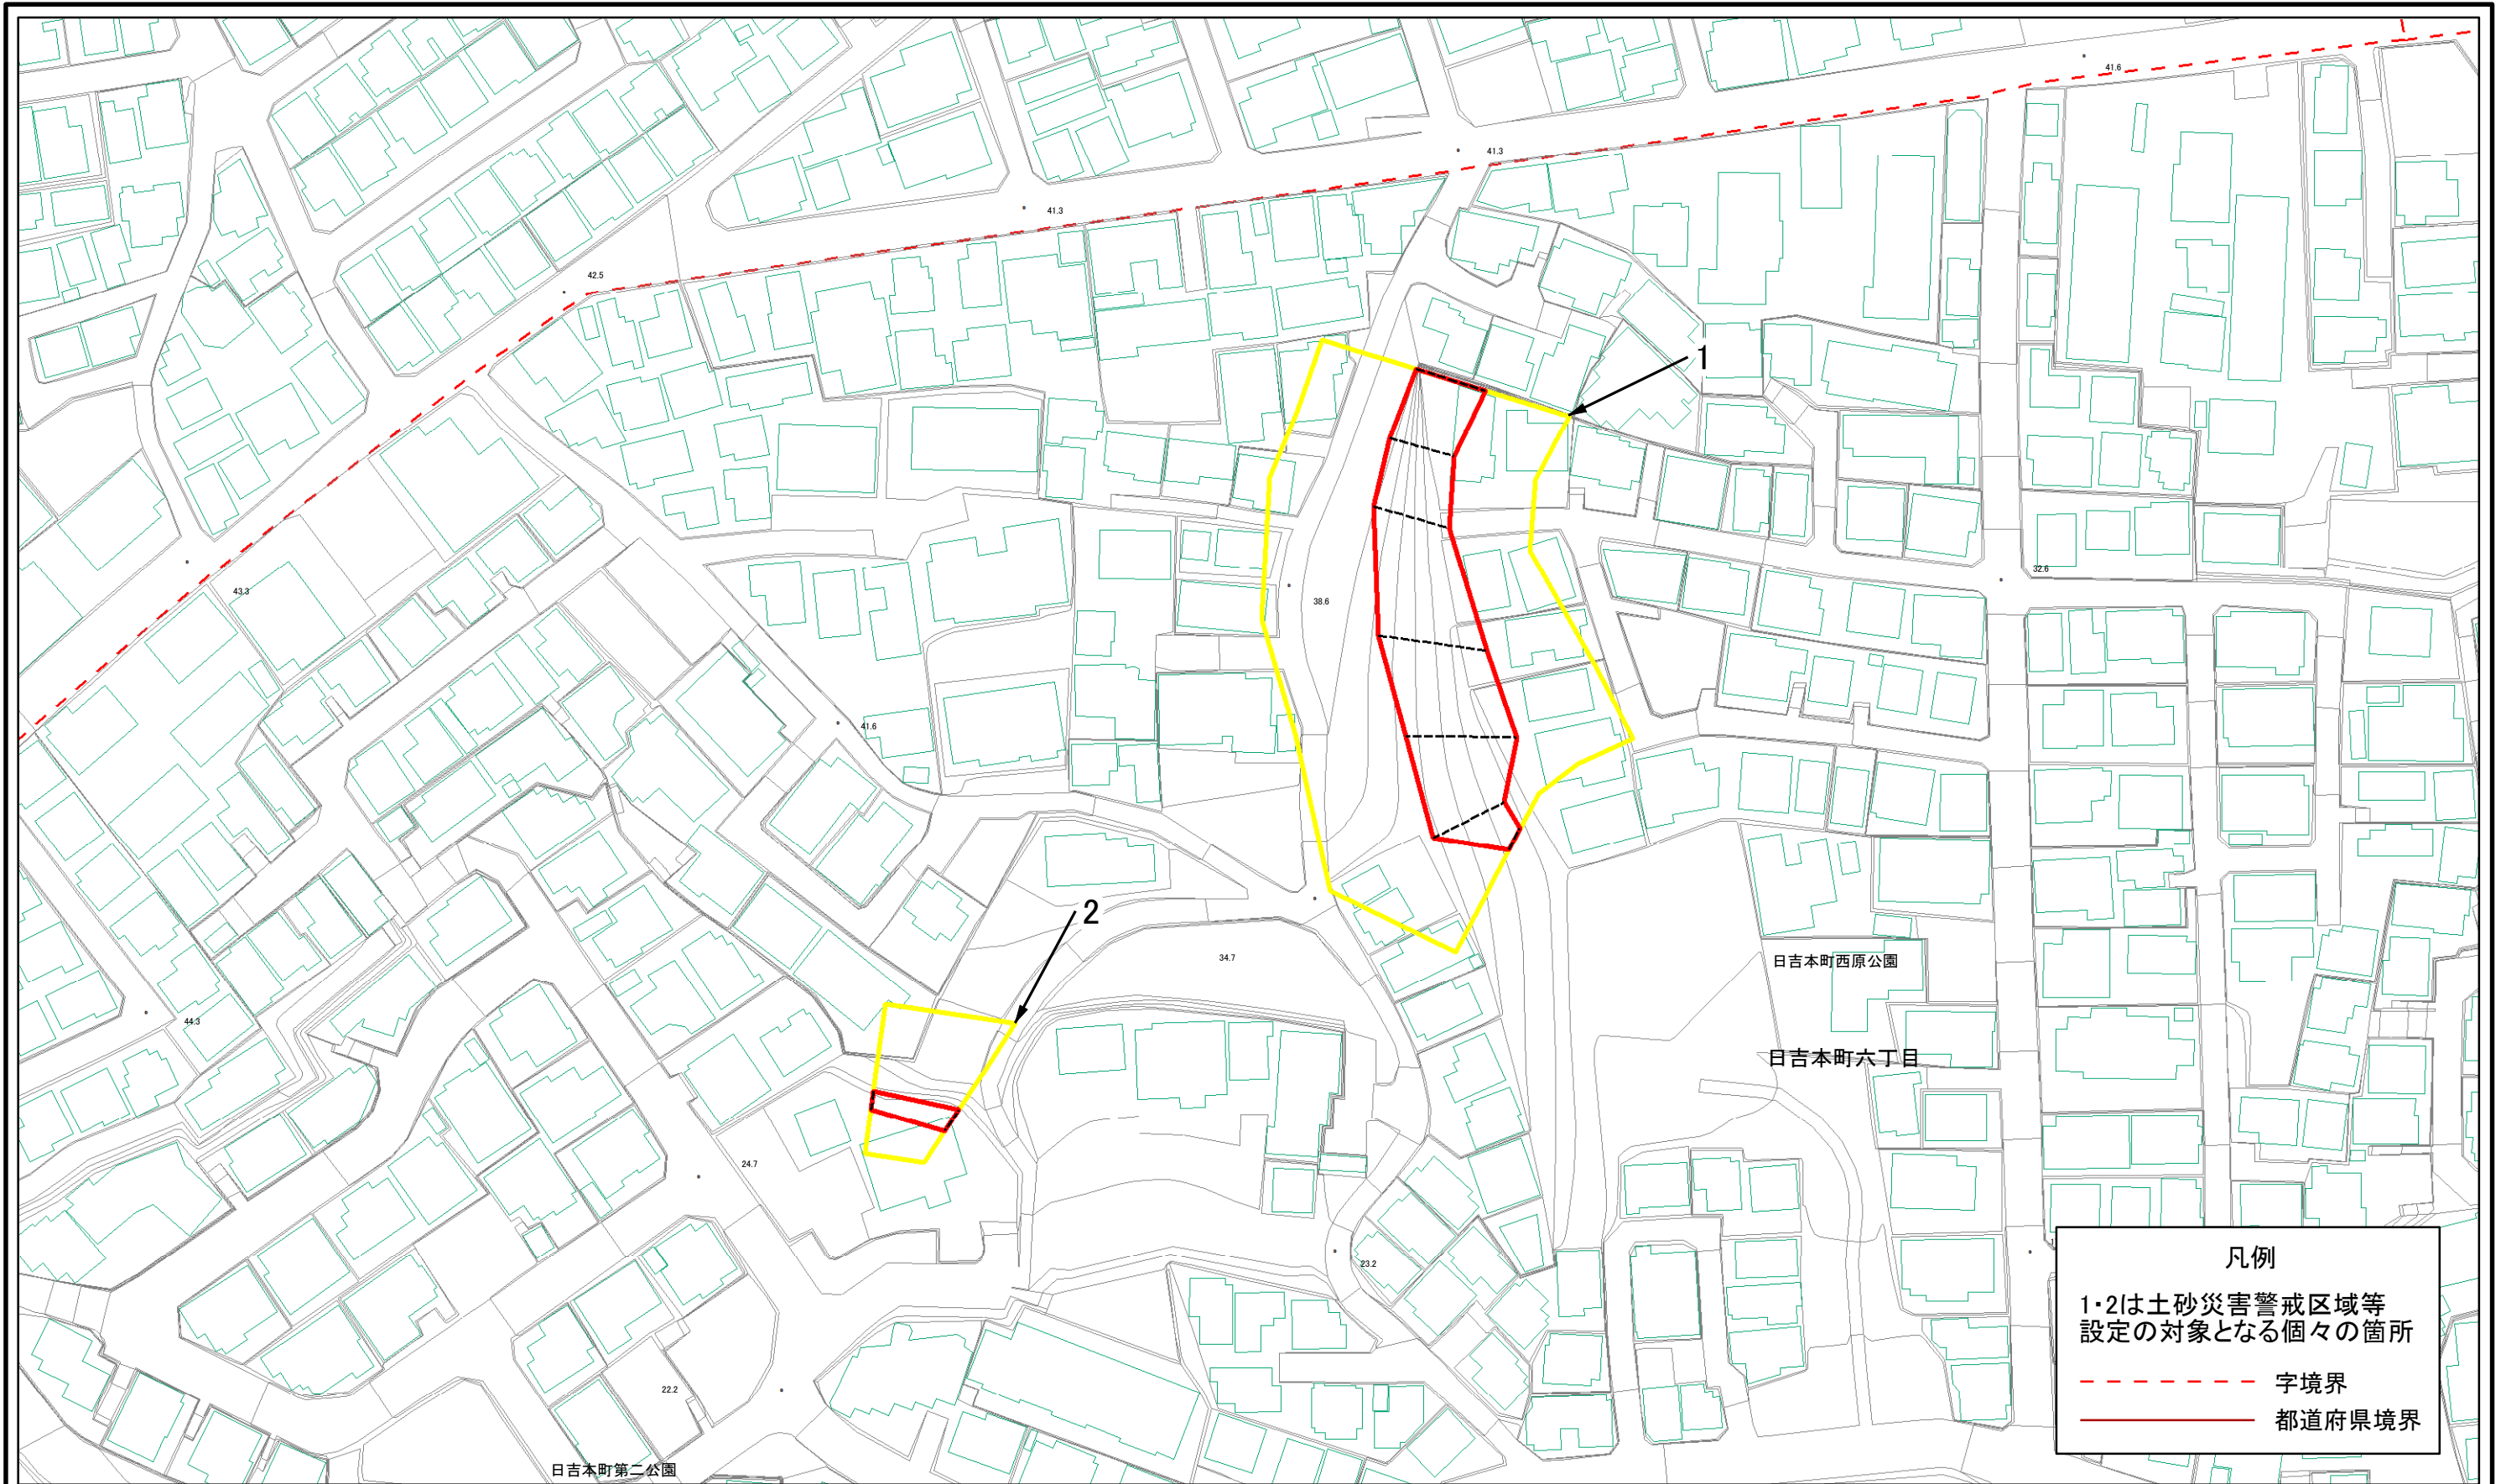 41.6
41.3
41.3
42.5
1
43.3
32.6
38.6
41.6
2
34.7
日吉本町西原公園
44.3
日吉本町六丁目
24.7
23.2
22.2
日吉本町第二公園
凡例
1・2は土砂災害警戒区域等
設定の対象となる個々の箇所
字境界
都道府県境界